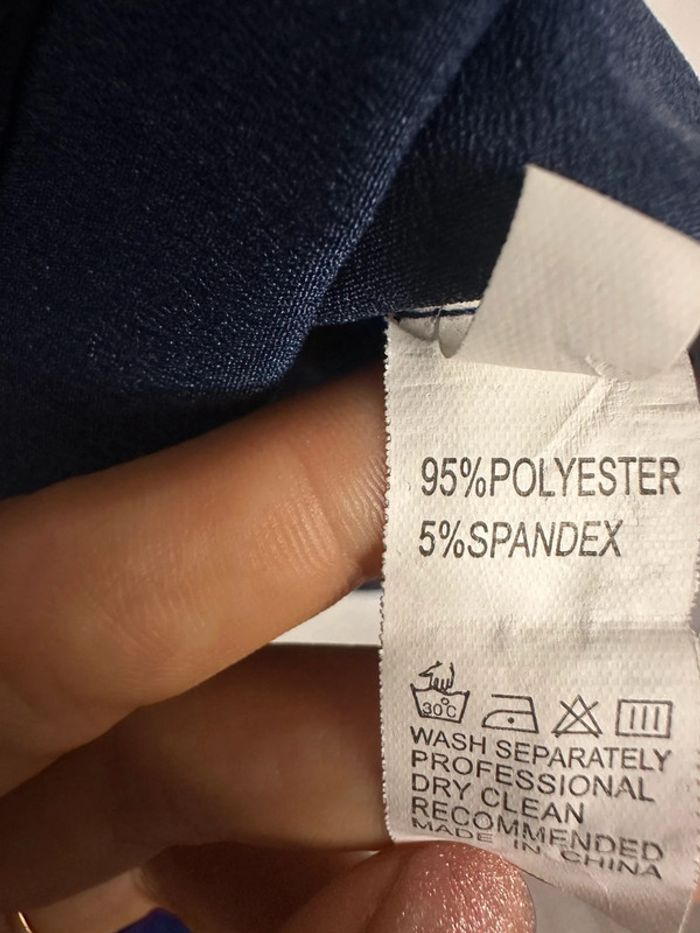 95%POLYESTER
5%SPANDEX
30°C
WASH SEPARATELY
PROFESSIONAL
DRY CLEAN
RECOMMENDED
MADE IN CHINA